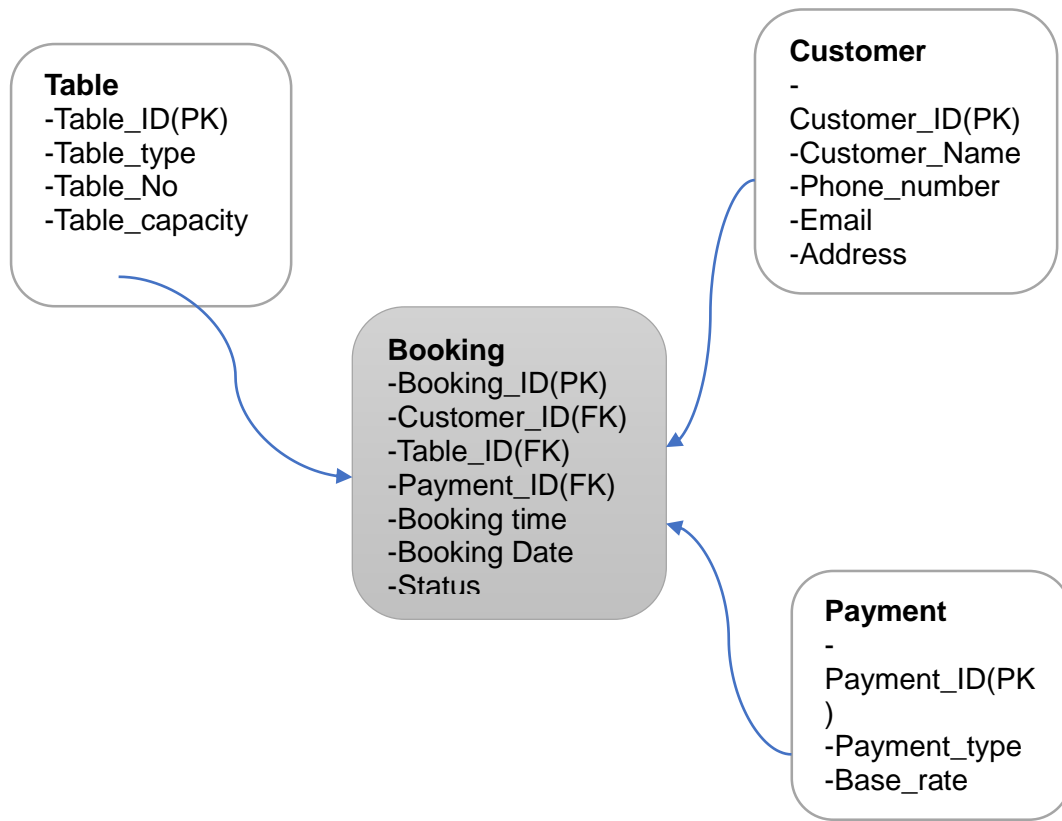 Table
-Table_ID(PK)
-Table_type
-Table_No
-Table_capacity
Customer
-
Customer_ID(PK)
-Customer_Name
-Phone_number
-Email
-Address
Booking
-Booking_ID(PK)
-Customer_ID(FK)
-Table_ID(FK)
-Payment_ID(FK)
-Booking time
-Booking Date
-Status
Payment
-
Payment_ID(PK
)
-Payment_type
-Base_rate